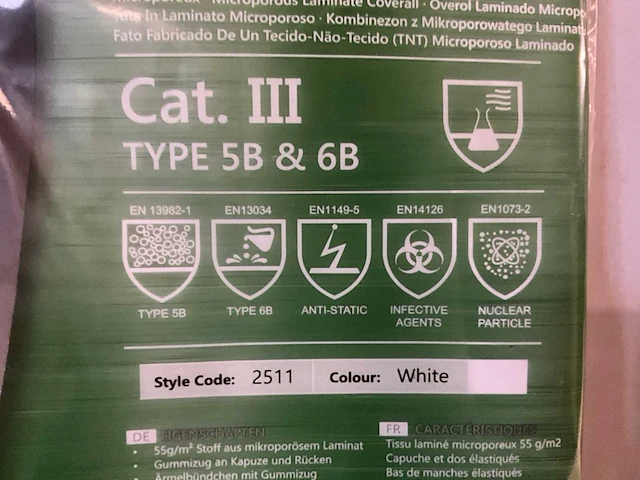 Microporeux · Microporous Laminate Coverall · Overol Laminado Microp
In Laminato Microporoso · Kombinezon z Mikroporowatego Laminat
Fato Fabricado De Un Tecido-Não-Tecido (TNT) Microporoso Laminado
Cat. III
TYPE 5B & 6B
EN 13982-1
EN13034
EN1149-5
EN14126
EN1073-2
TYPE 5B
TYPE 6B
ANTI-STATIC
INFECTIVE
AGENTS
NUCLEAR
PARTICLE
Style Code: 2511
Colour: White
DE EIGENSCHAFTEN
• 55g/m² Stoff aus mikroporösem Laminat
• Gummizug an Kapuze und Rücken
• Ärmelbündchen mit Gummizug
FR CARACTÉRISTIQUES
Tissu laminé microporeux 55 g/m2
Capuche et dos élastiqués
Bas de manches élastiqués